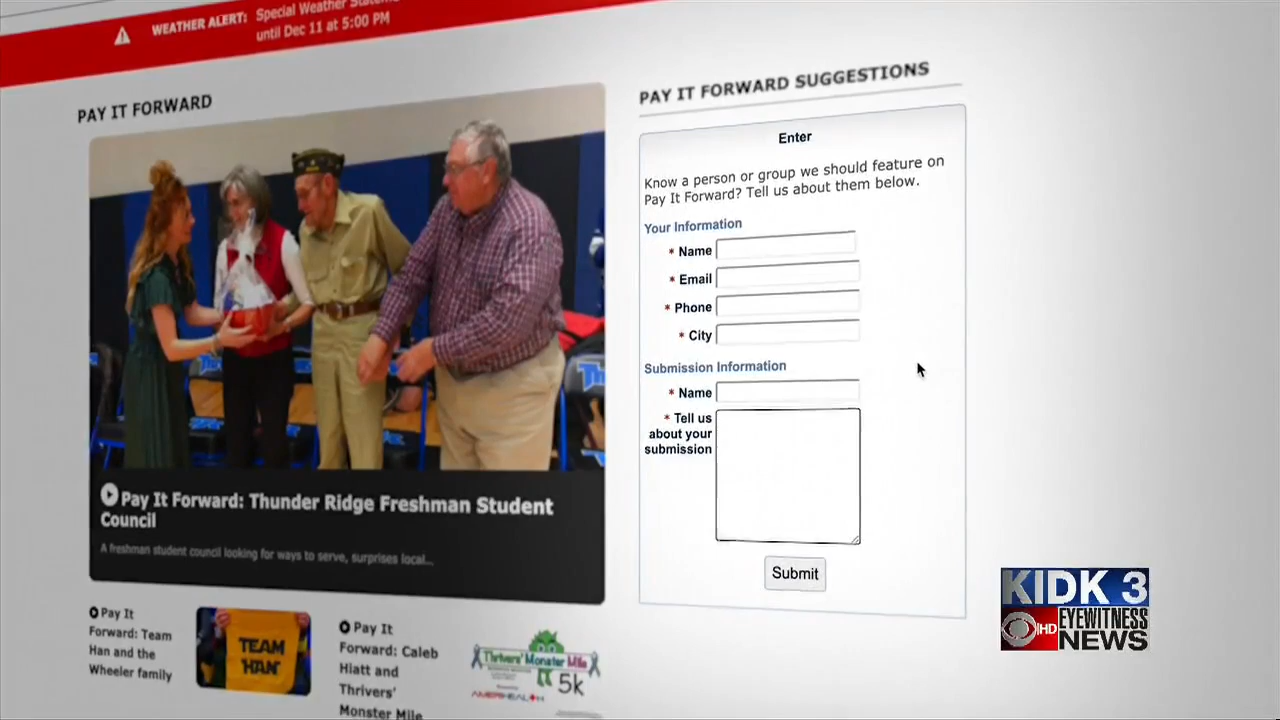 WEATHER ALERT:
Special Weather
until Dec 11 at 5:00 PM
PAY IT FORWARD
Pay It Forward: Thunder Ridge Freshman Student
Council
A freshman student council looking for ways to serve, surprises local...
Pay It
Forward: Team
Han and the
Wheeler family
TEAM
HAN
Pay It
Forward: Caleb
Hiatt and
Thrivers'
Monster Mile
Thrivers' Monster Mile
5k
AMERIHEALTH
PAY IT FORWARD SUGGESTIONS
Enter
Know a person or group we should feature on
Pay It Forward? Tell us about them below.
Your Information
* Name
* Email
* Phone
* City
Submission Information
* Name
* Tell us
about your
submission
Submit
KIDK 3
HD EYEWITNESS
NEWS